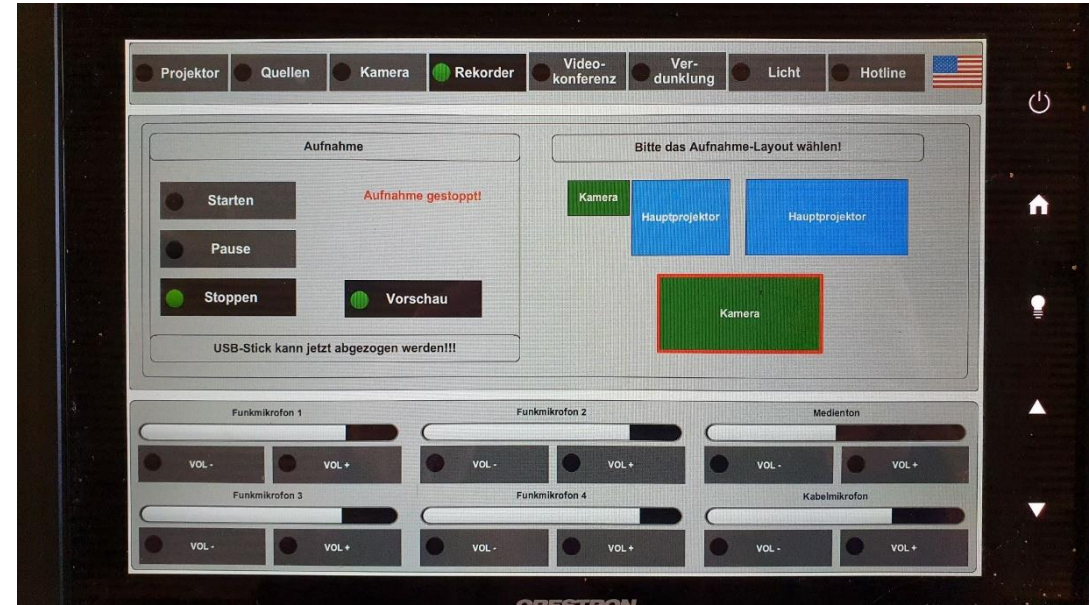 Projektor
Quellen
Kamera
Rekorder
Video-
konferenz
Ver-
dunklung
Licht
Hotline
Aufnahme
Starten
Aufnahme gestoppt!
Pause
Stoppen
Vorschau
USB-Stick kann jetzt abgezogen werden!!!
Bitte das Aufnahme-Layout wählen!
Kamera
Hauptprojektor
Hauptprojektor
Kamera
Funkmikrofon 1
VOL -
VOL +
Funkmikrofon 2
VOL -
VOL +
Medienton
VOL -
VOL +
Funkmikrofon 3
VOL -
VOL +
Funkmikrofon 4
VOL -
VOL +
Kabelmikrofon
VOL -
VOL +
CRESTRON